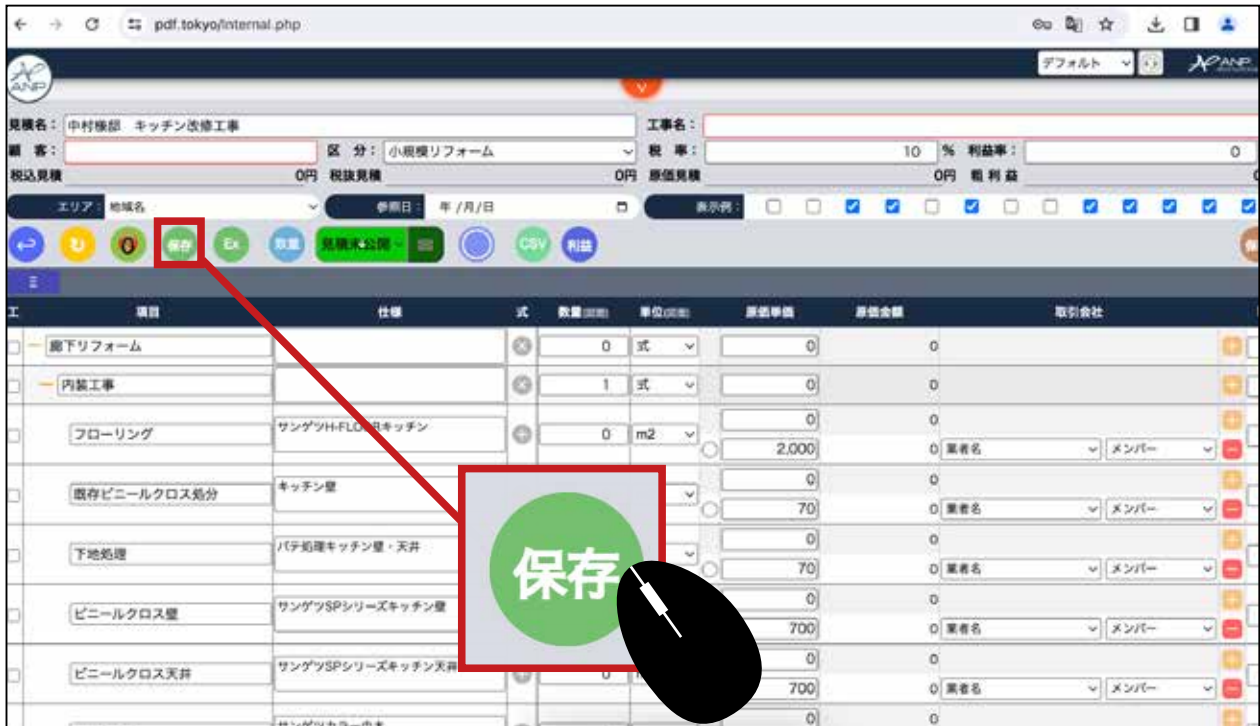 pdf.tokyo/Internal.php
ANP
デフォルト
ANP
見積名: 中村様邸 キッチン改修工事 工事名:
顧 客: 区 分: 小規模リフォーム 税 率: 10 % 利益率: 0
税込見積 0円 税抜見積 0円 原価見積 0円 粗利益
エリア: 地域名 参照日: 年/月/日 表示例:
保存 Ex 数量 見積未公開 CSV 利益
項目 仕様 式 数量 単位 原価単価 原価金額 取引会社
廊下リフォーム 0 式 0 0
内装工事 1 式 0 0
フローリング サンゲツH-FLOORキッチン 0 m2 0 0
2,000 0 業者名 メンバー
既存ビニールクロス処分 キッチン壁 0 0
70 0 業者名 メンバー
下地処理 パテ処理キッチン壁・天井 0 0
70 0 業者名 メンバー
保存
ビニールクロス壁 サンゲツSPシリーズキッチン壁 0 0
700 0 業者名 メンバー
ビニールクロス天井 サンゲツSPシリーズキッチン天井 0 0 0
700 0 業者名 メンバー
0 0